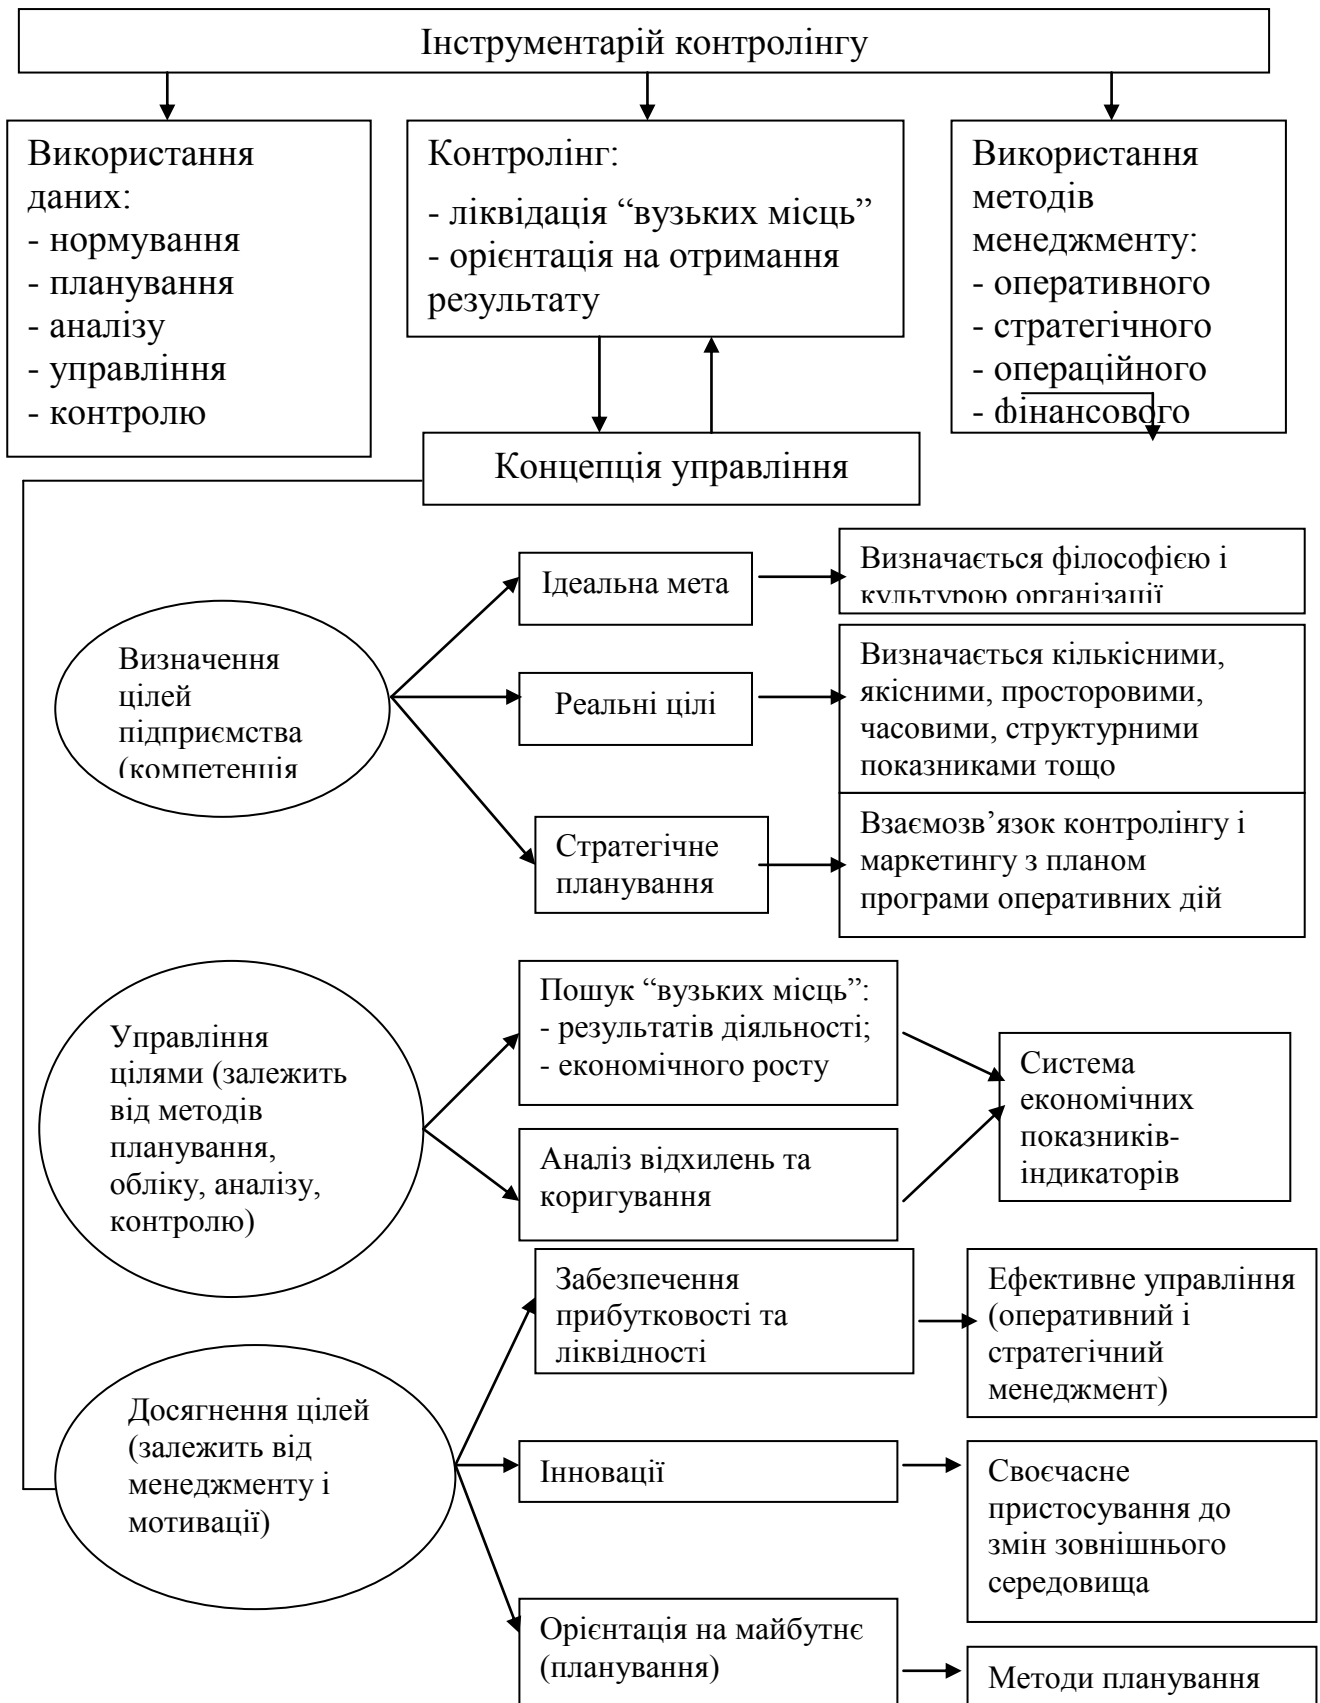 Інструментарій контролінгу
Використання
даних:
- нормування
- планування
- аналізу
- управління
- контролю
Контролінг:
- ліквідація “вузьких місць”
- орієнтація на отримання
результату
Використання
методів
менеджменту:
- оперативного
- стратегічного
- операційного
- фінансового
Концепція управління
Визначення
цілей
підприємства
(компетенція
Ідеальна мета
Визначається філософією і
культурою організації
Реальні цілі
Визначається кількісними,
якісними, просторовими,
часовими, структурними
показниками тощо
Стратегічне
планування
Взаємозв’язок контролінгу і
маркетингу з планом
програми оперативних дій
Управління
цілями (залежить
від методів
планування,
обліку, аналізу,
контролю)
Пошук “вузьких місць”:
- результатів діяльності;
- економічного росту
Аналіз відхилень та
коригування
Система
економічних
показників-
індикаторів
Досягнення цілей
(залежить від
менеджменту і
мотивації)
Забезпечення
прибутковості та
ліквідності
Ефективне управління
(оперативний і
стратегічний
менеджмент)
Інновації
Своєчасне
пристосування до
змін зовнішнього
середовища
Орієнтація на майбутнє
(планування)
Методи планування